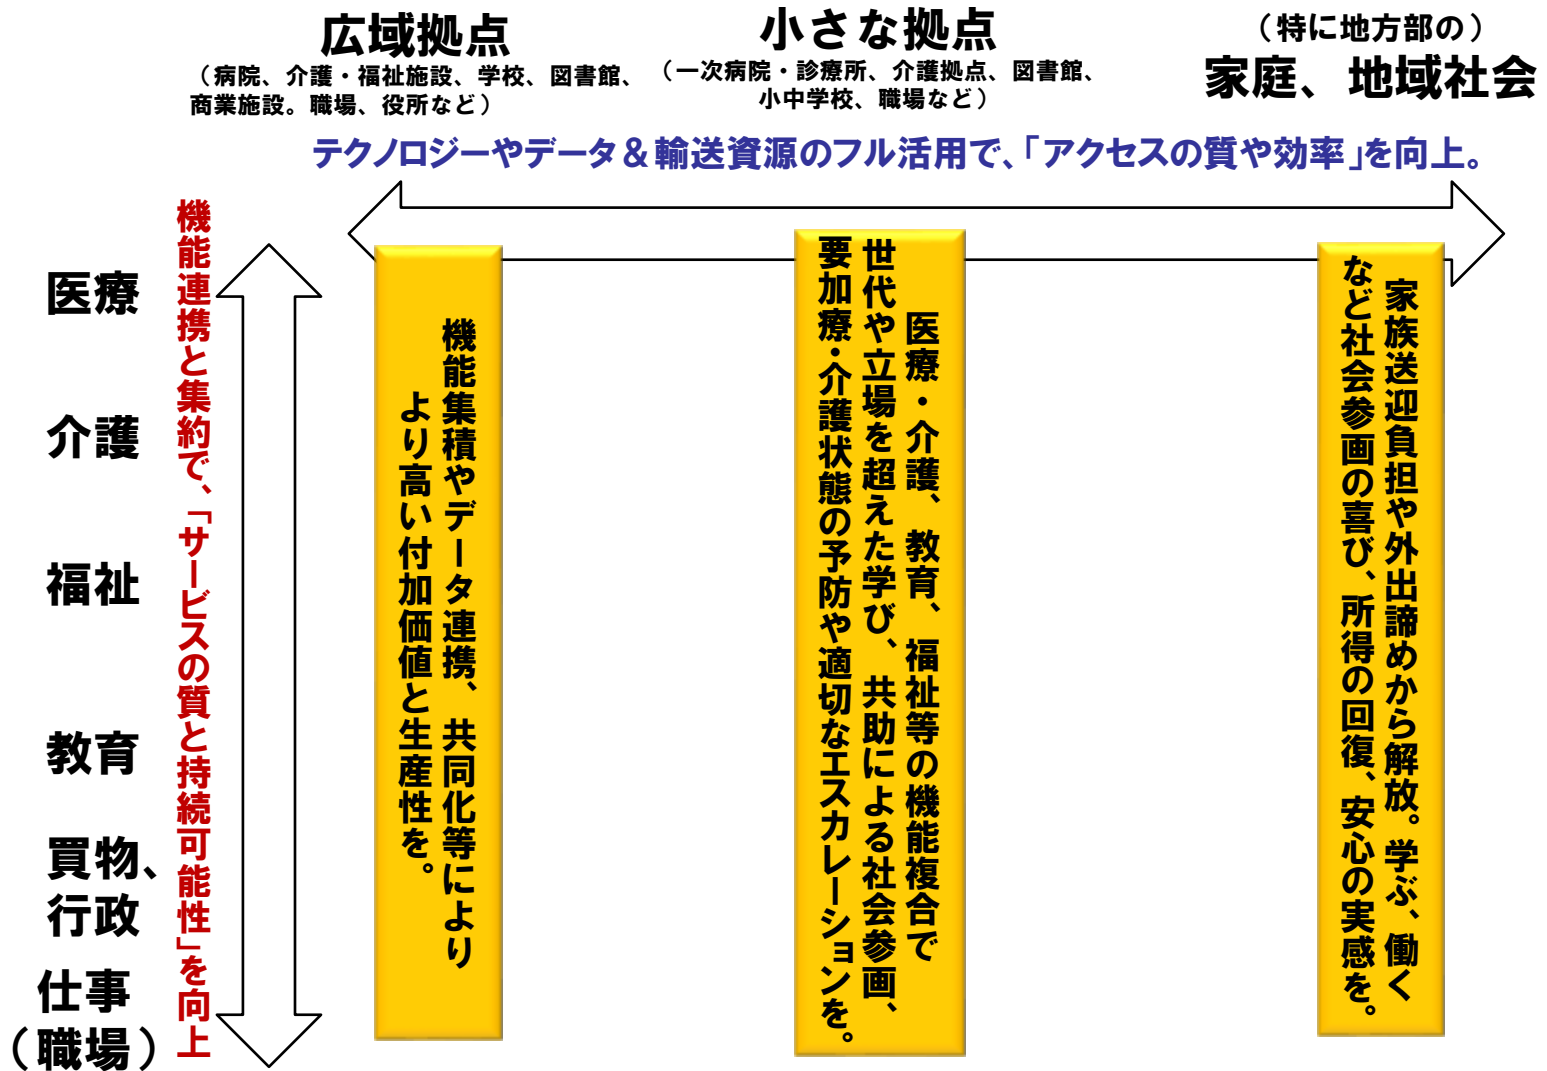 広域拠点
（病院、介護・福祉施設、学校、図書館、
商業施設。職場、役所など）
小さな拠点
（一次病院・診療所、介護拠点、図書館、
小中学校、職場など）
（特に地方部の）
家庭、地域社会
テクノロジーやデータ＆輸送資源のフル活用で、「アクセスの質や効率」を向上。
機能連携と集約で、「サービスの質と持続可能性」を向上
医療
介護
福祉
教育
買物、
行政
仕事
（職場）
機能集積やデータ連携、共同化等により
より高い付加価値と生産性を。
医療・介護、教育、福祉等の機能複合で
世代や立場を超えた学び、共助による社会参画、
要加療・介護状態の予防や適切なエスカレーションを。
家族送迎負担や外出諦めから解放。学ぶ、働く
など社会参画の喜び、所得の回復、安心の実感を。